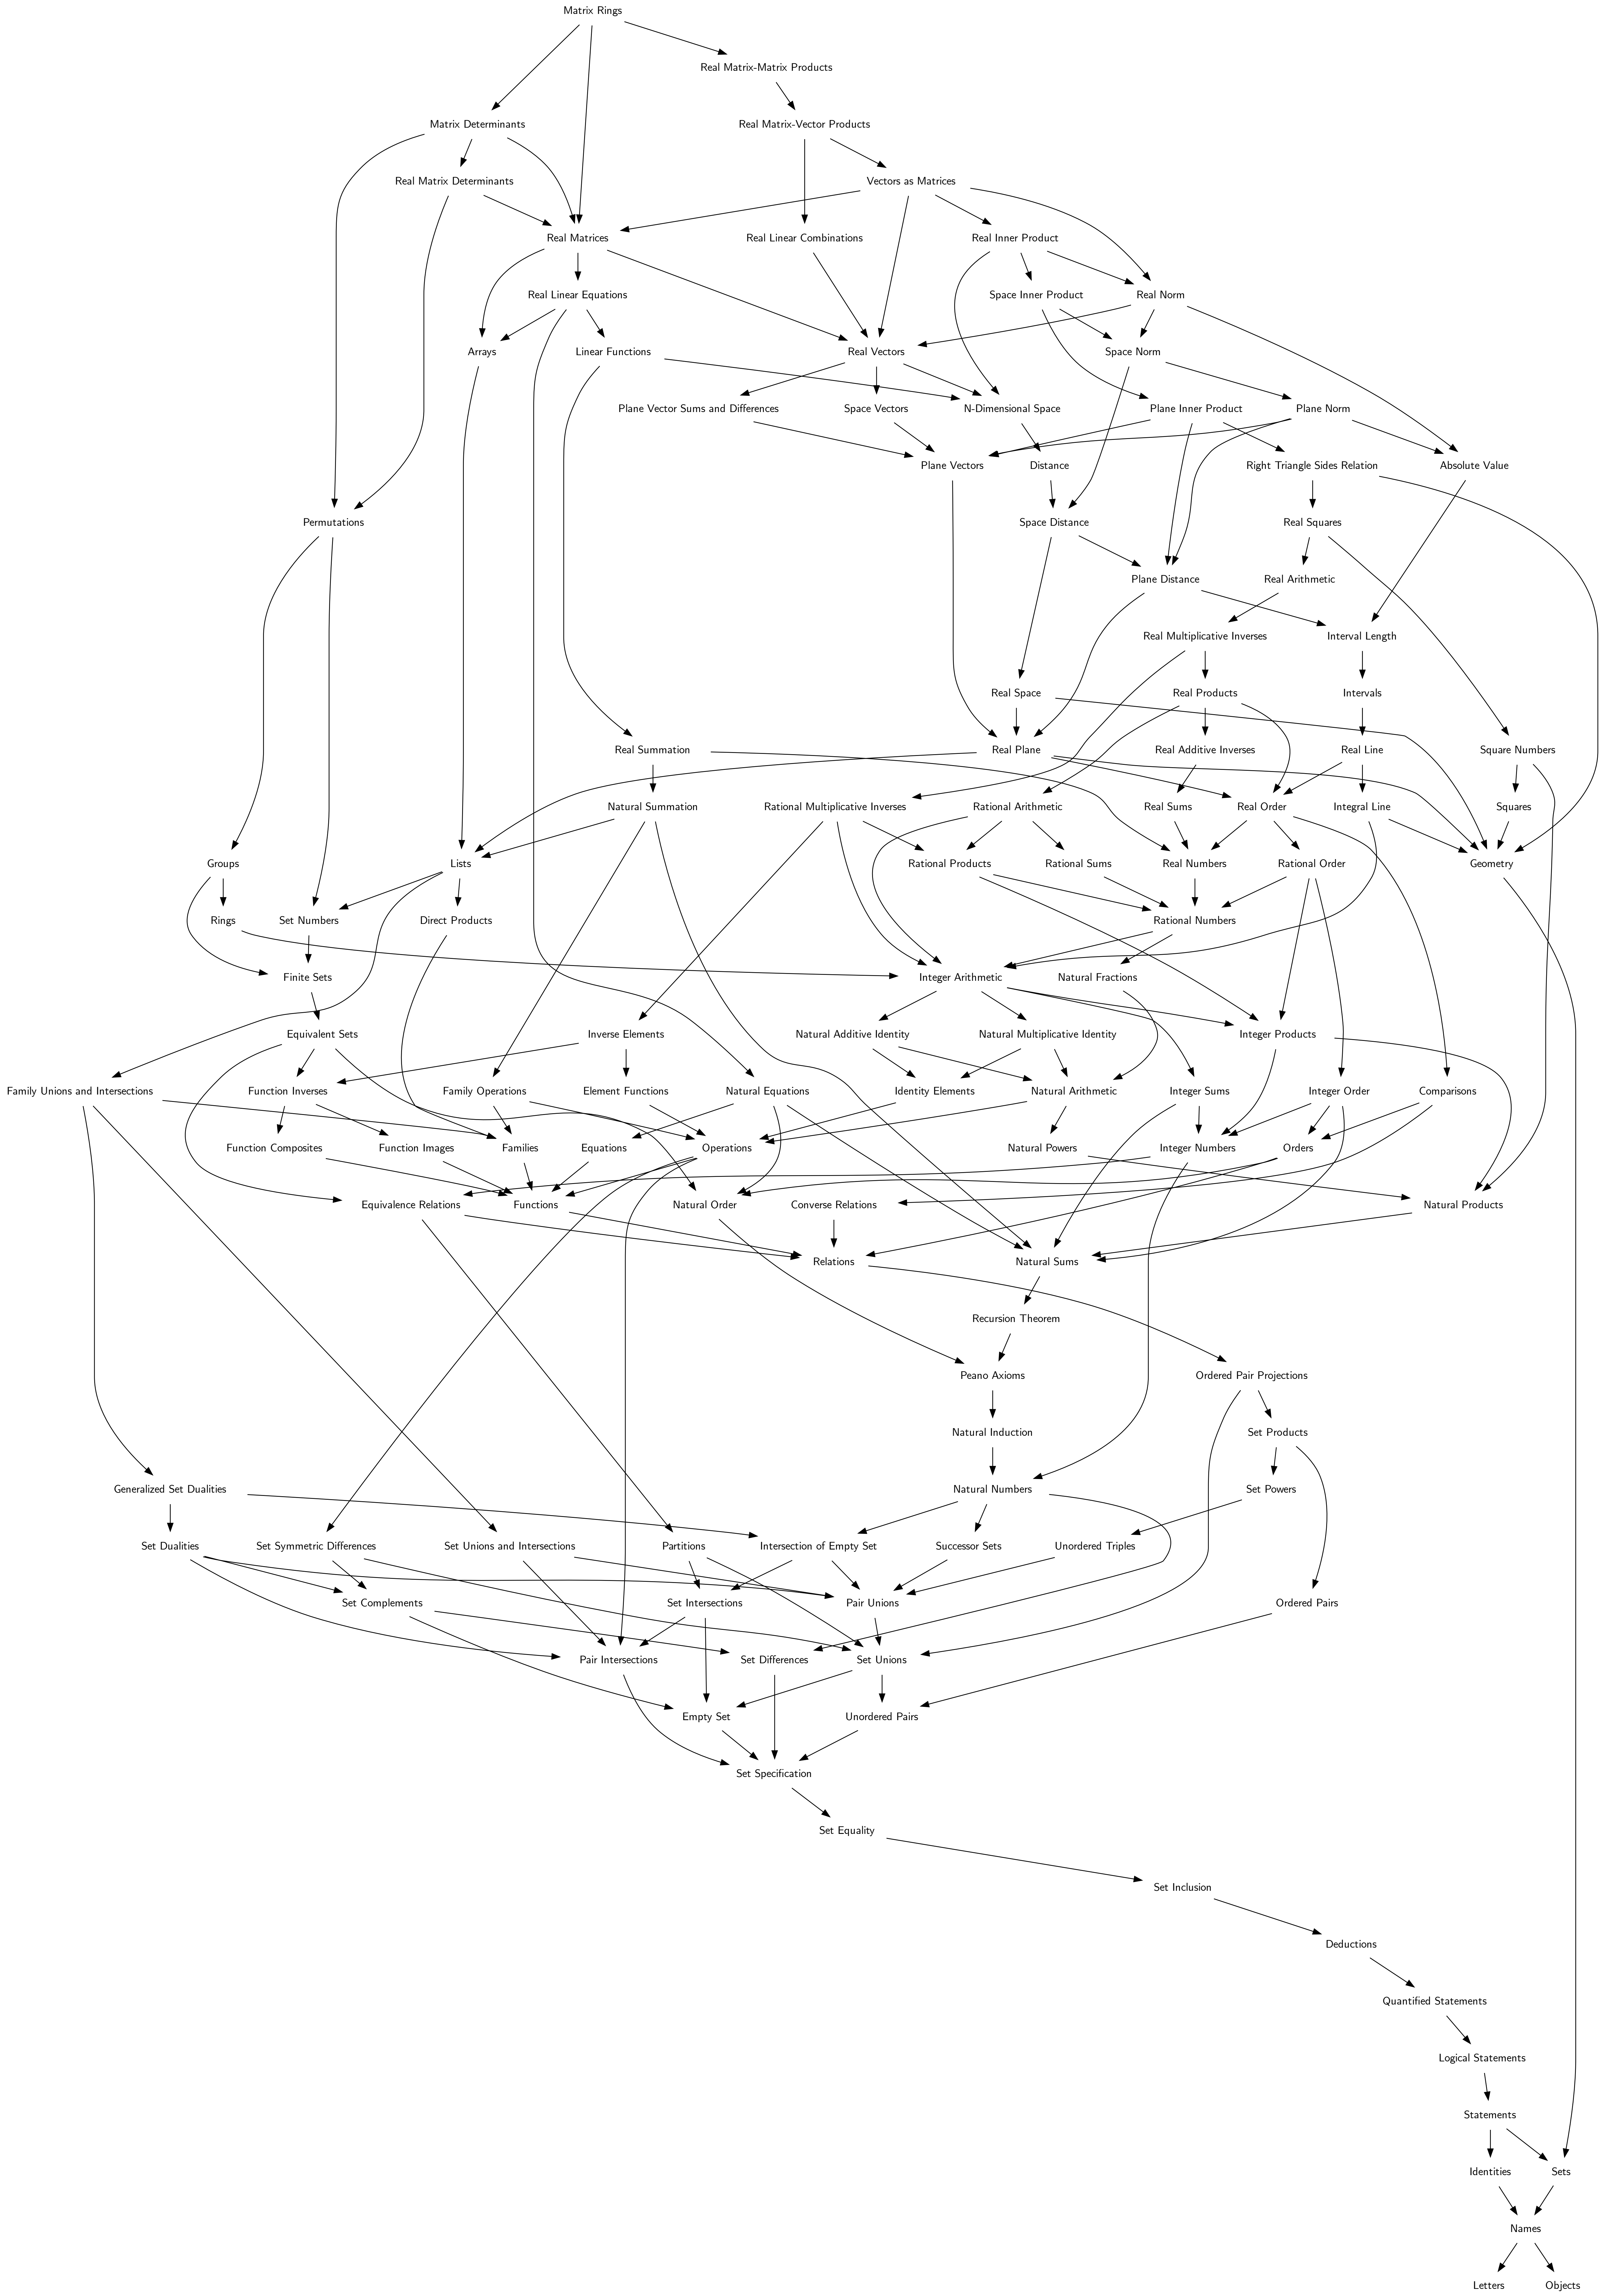 Matrix Rings
Real Matrix-Matrix Products
Matrix Determinants
Real Matrix-Vector Products
Real Matrix Determinants
Vectors as Matrices
Real Matrices
Real Linear Combinations
Real Inner Product
Real Linear Equations
Space Inner Product
Real Norm
Arrays
Linear Functions
Real Vectors
Space Norm
Plane Vector Sums and Differences
Space Vectors
N-Dimensional Space
Plane Inner Product
Plane Norm
Plane Vectors
Distance
Right Triangle Sides Relation
Absolute Value
Permutations
Space Distance
Real Squares
Plane Distance
Real Arithmetic
Real Multiplicative Inverses
Interval Length
Real Space
Real Products
Intervals
Real Summation
Real Plane
Real Additive Inverses
Real Line
Square Numbers
Natural Summation
Rational Multiplicative Inverses
Rational Arithmetic
Real Sums
Real Order
Integral Line
Squares
Groups
Lists
Rational Products
Rational Sums
Real Numbers
Rational Order
Geometry
Rings
Set Numbers
Direct Products
Rational Numbers
Finite Sets
Integer Arithmetic
Natural Fractions
Equivalent Sets
Inverse Elements
Natural Additive Identity
Natural Multiplicative Identity
Integer Products
Family Unions and Intersections
Function Inverses
Family Operations
Element Functions
Natural Equations
Identity Elements
Natural Arithmetic
Integer Sums
Integer Order
Comparisons
Function Composites
Function Images
Families
Equations
Operations
Natural Powers
Integer Numbers
Orders
Equivalence Relations
Functions
Natural Order
Converse Relations
Natural Products
Relations
Natural Sums
Recursion Theorem
Peano Axioms
Ordered Pair Projections
Natural Induction
Set Products
Generalized Set Dualities
Natural Numbers
Set Powers
Set Dualities
Set Symmetric Differences
Set Unions and Intersections
Partitions
Intersection of Empty Set
Successor Sets
Unordered Triples
Set Complements
Set Intersections
Pair Unions
Ordered Pairs
Pair Intersections
Set Differences
Set Unions
Empty Set
Unordered Pairs
Set Specification
Set Equality
Set Inclusion
Deductions
Quantified Statements
Logical Statements
Statements
Identities
Sets
Names
Letters
Objects